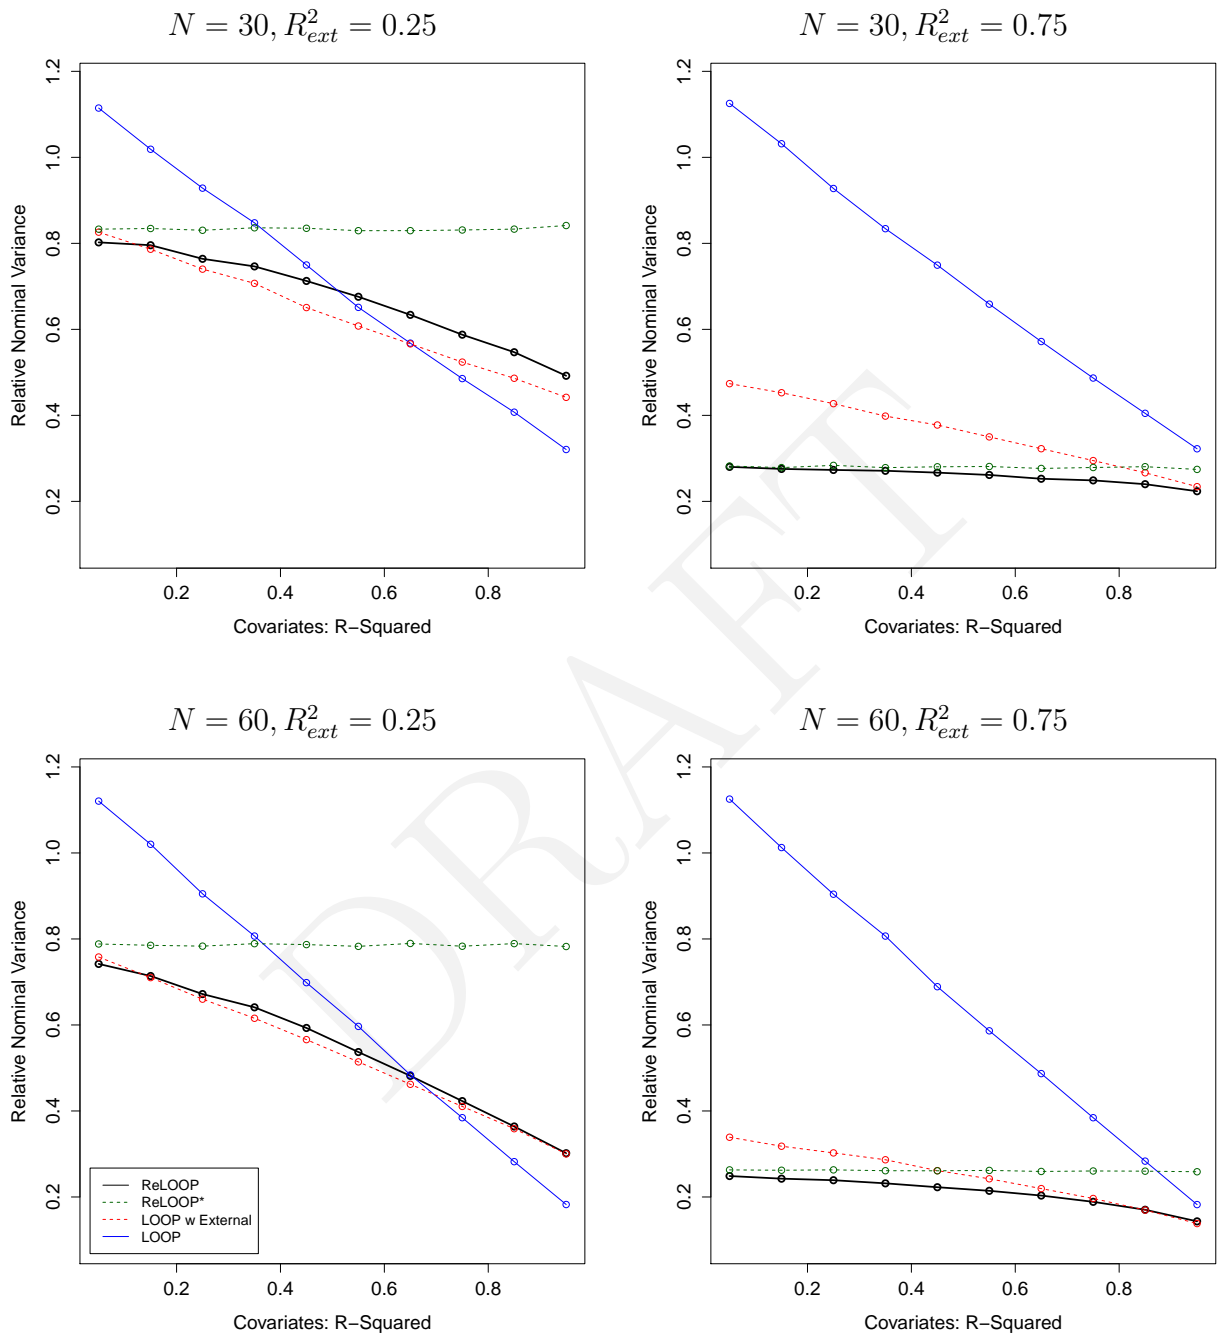 N = 30, R²ext = 0.25
N = 30, R²ext = 0.75
Relative Nominal Variance
0.2 0.4 0.6 0.8 1.0 1.2
0.2 0.4 0.6 0.8
Covariates: R−Squared
Relative Nominal Variance
0.2 0.4 0.6 0.8 1.0 1.2
0.2 0.4 0.6 0.8
Covariates: R−Squared
DRAFT
N = 60, R²ext = 0.25
N = 60, R²ext = 0.75
Relative Nominal Variance
0.2 0.4 0.6 0.8 1.0 1.2
ReLOOP
ReLOOP*
LOOP w External
LOOP
0.2 0.4 0.6 0.8
Covariates: R−Squared
Relative Nominal Variance
0.2 0.4 0.6 0.8 1.0 1.2
0.2 0.4 0.6 0.8
Covariates: R−Squared